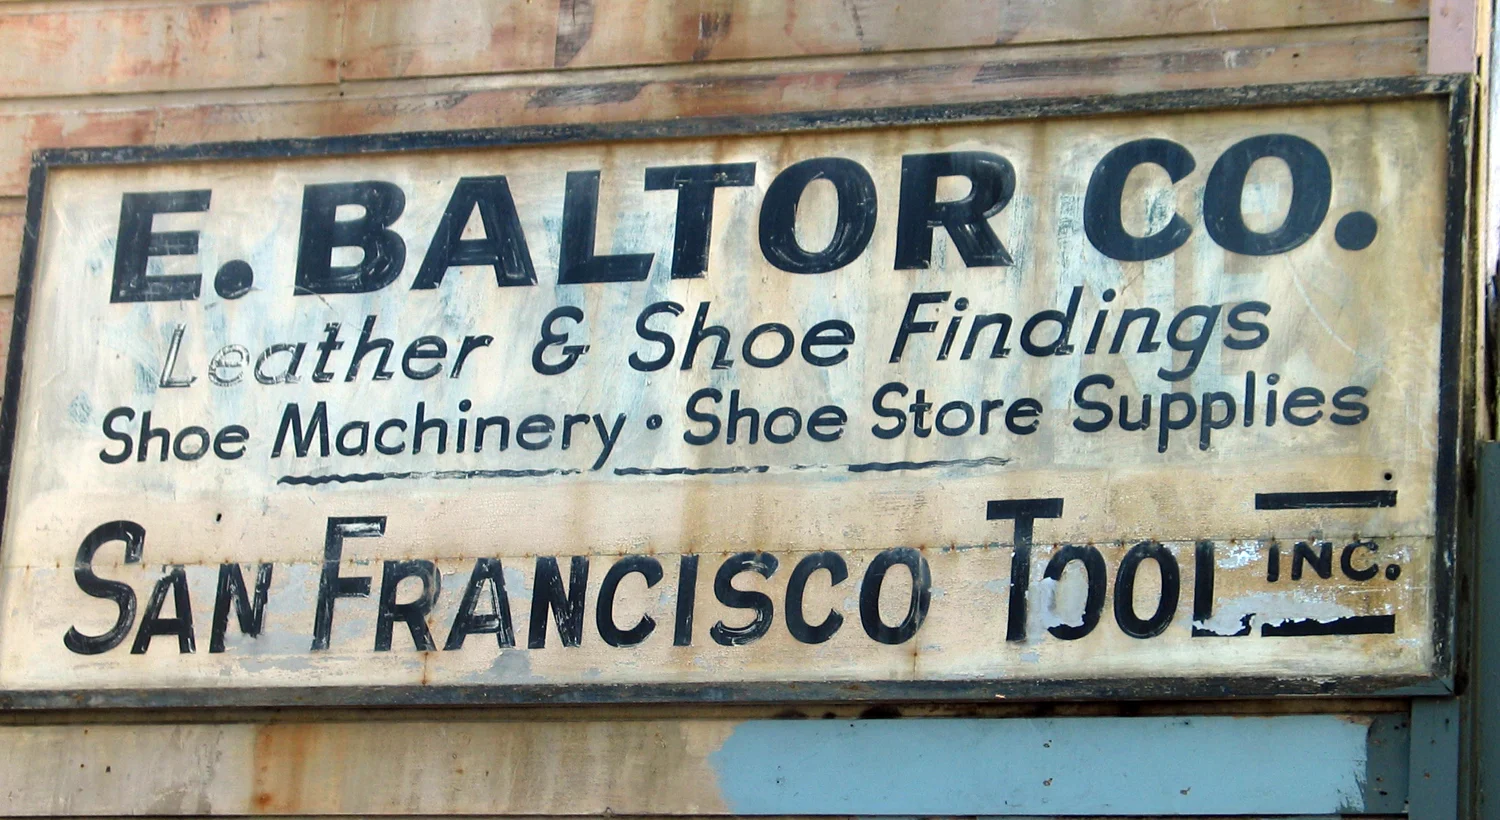 E. BALTOR CO.
Leather & Shoe Findings
Shoe Machinery • Shoe Store Supplies
SAN FRANCISCO TOOL INC.